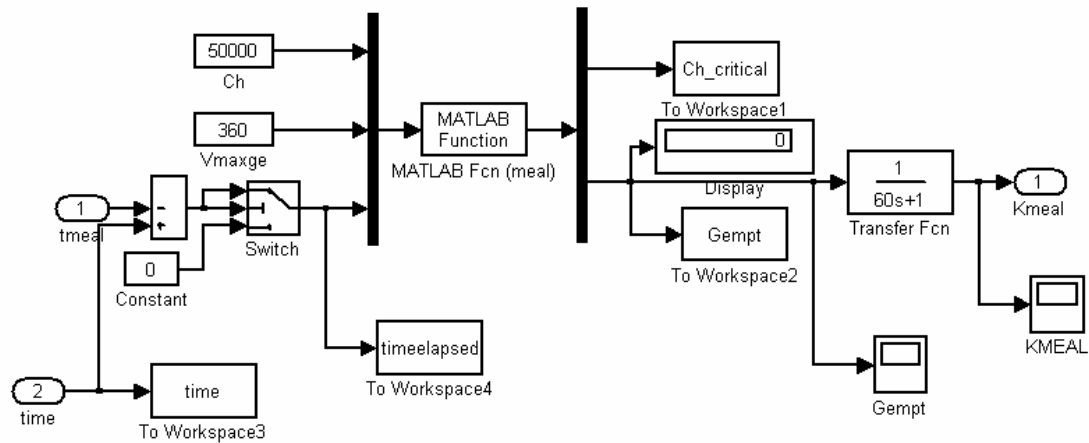 50000
Ch
360
Vmaxge
1
tmeal
-
+
Switch
0
Constant
2
time
time
To Workspace3
timeelapsed
To Workspace4
MATLAB
Function
MATLAB Fcn (meal)
Ch_critical
To Workspace1
0
Display
Gempt
To Workspace2
1
60s+1
Transfer Fcn
1
Kmeal
KMEAL
Gempt